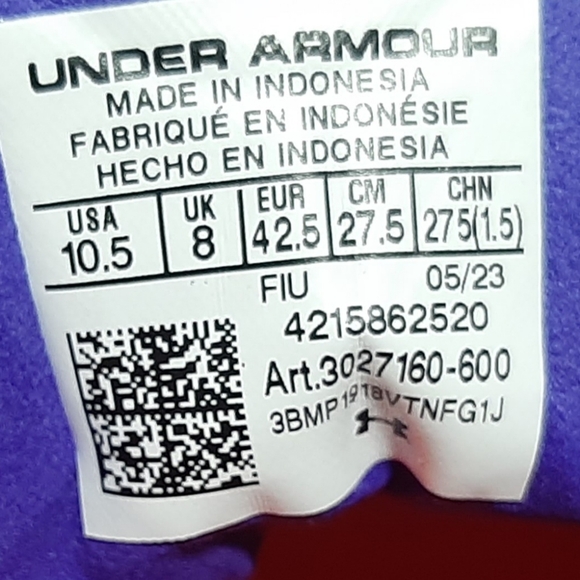 UNDER ARMOUR
MADE IN INDONESIA
FABRIQUÉ EN INDONÉSIE
HECHO EN INDONESIA
USA UK EUR CM CHN
10.5 8 42.5 27.5 275(1.5)
FIU 05/23
4215862520
Art.3027160-600
3BMP1918VTNFG1J